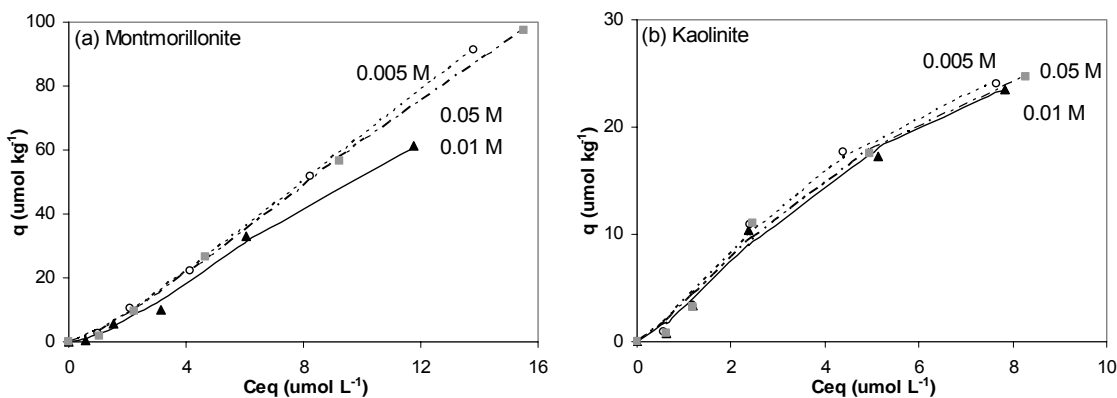 (a) Montmorillonite
100
80
60
40
20
0
q (umol kg-1)
0.005 M
0.05 M
0.01 M
0 4 8 12 16
Ceq (umol L-1)
(b) Kaolinite
30
20
10
0
q (umol kg-1)
0.005 M
0.05 M
0.01 M
0 2 4 6 8 10
Ceq (umol L-1)